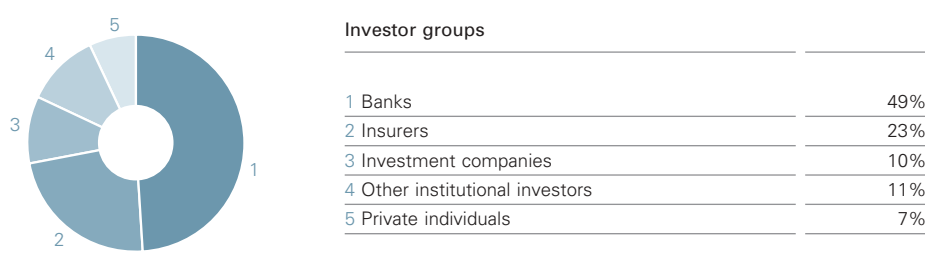 5
4
3
1
2
Investor groups
1 Banks 49%
2 Insurers 23%
3 Investment companies 10%
4 Other institutional investors 11%
5 Private individuals 7%